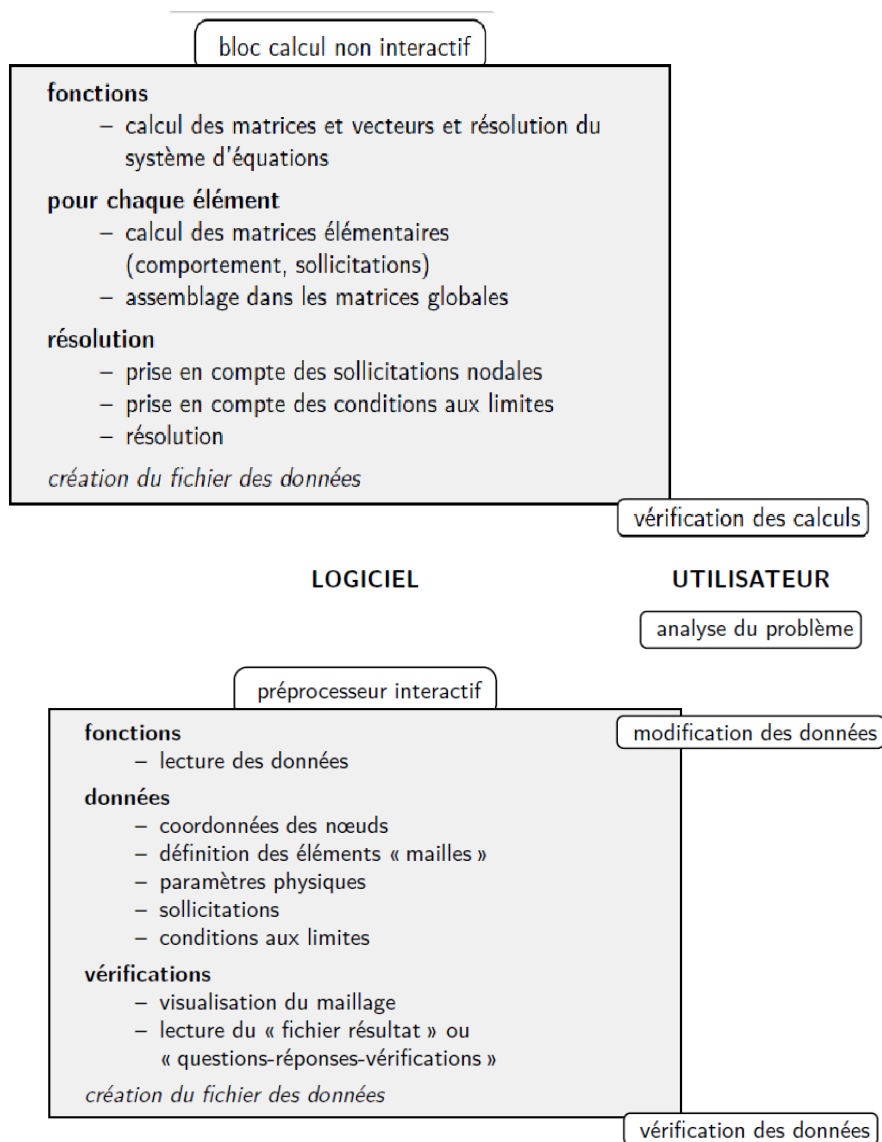 bloc calcul non interactif
fonctions
– calcul des matrices et vecteurs et résolution du
système d'équations
pour chaque élément
– calcul des matrices élémentaires
(comportement, sollicitations)
– assemblage dans les matrices globales
résolution
– prise en compte des sollicitations nodales
– prise en compte des conditions aux limites
– résolution
création du fichier des données
vérification des calculs
LOGICIEL UTILISATEUR
analyse du problème
préprocesseur interactif
modification des données
fonctions
– lecture des données
données
– coordonnées des nœuds
– définition des éléments « mailles »
– paramètres physiques
– sollicitations
– conditions aux limites
vérifications
– visualisation du maillage
– lecture du « fichier résultat » ou
« questions-réponses-vérifications »
création du fichier des données
vérification des données